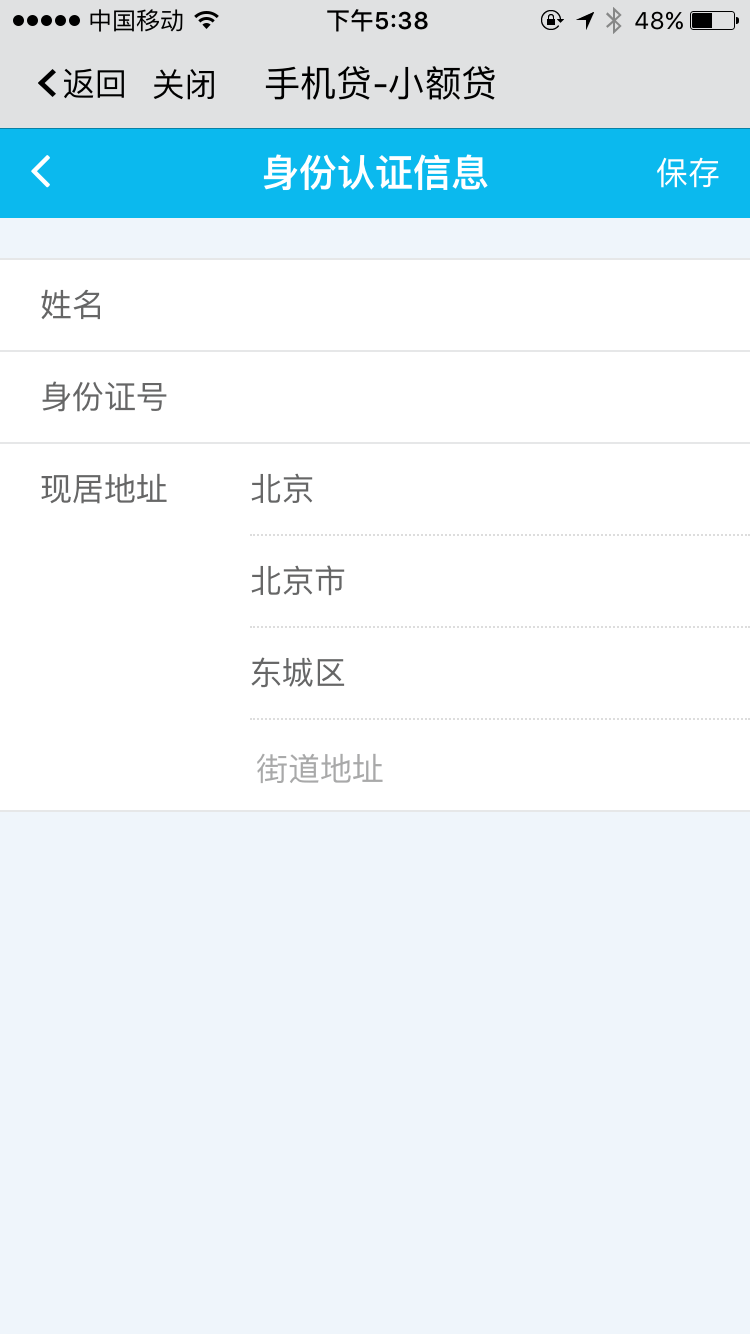 中国移动 下午5:38 48%
返回 关闭 手机贷-小额贷
身份认证信息 保存
姓名
身份证号
现居地址 北京
北京市
东城区
街道地址